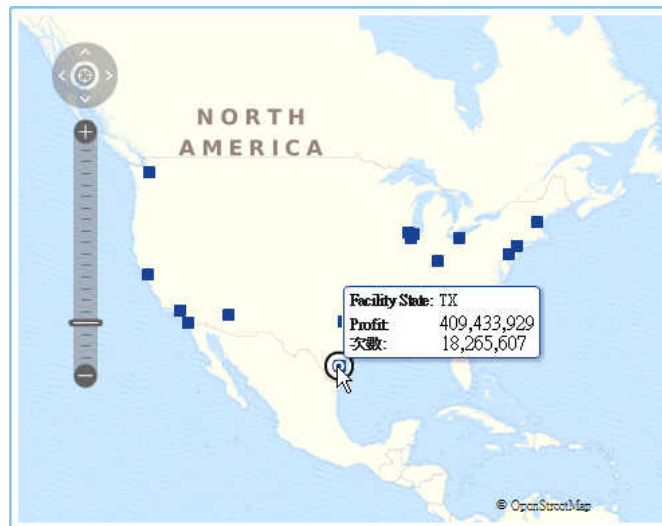 NORTH
AMERICA
Facility State: TX
Profit: 409,433,929
次數: 18,265,607
© OpenStreetMap